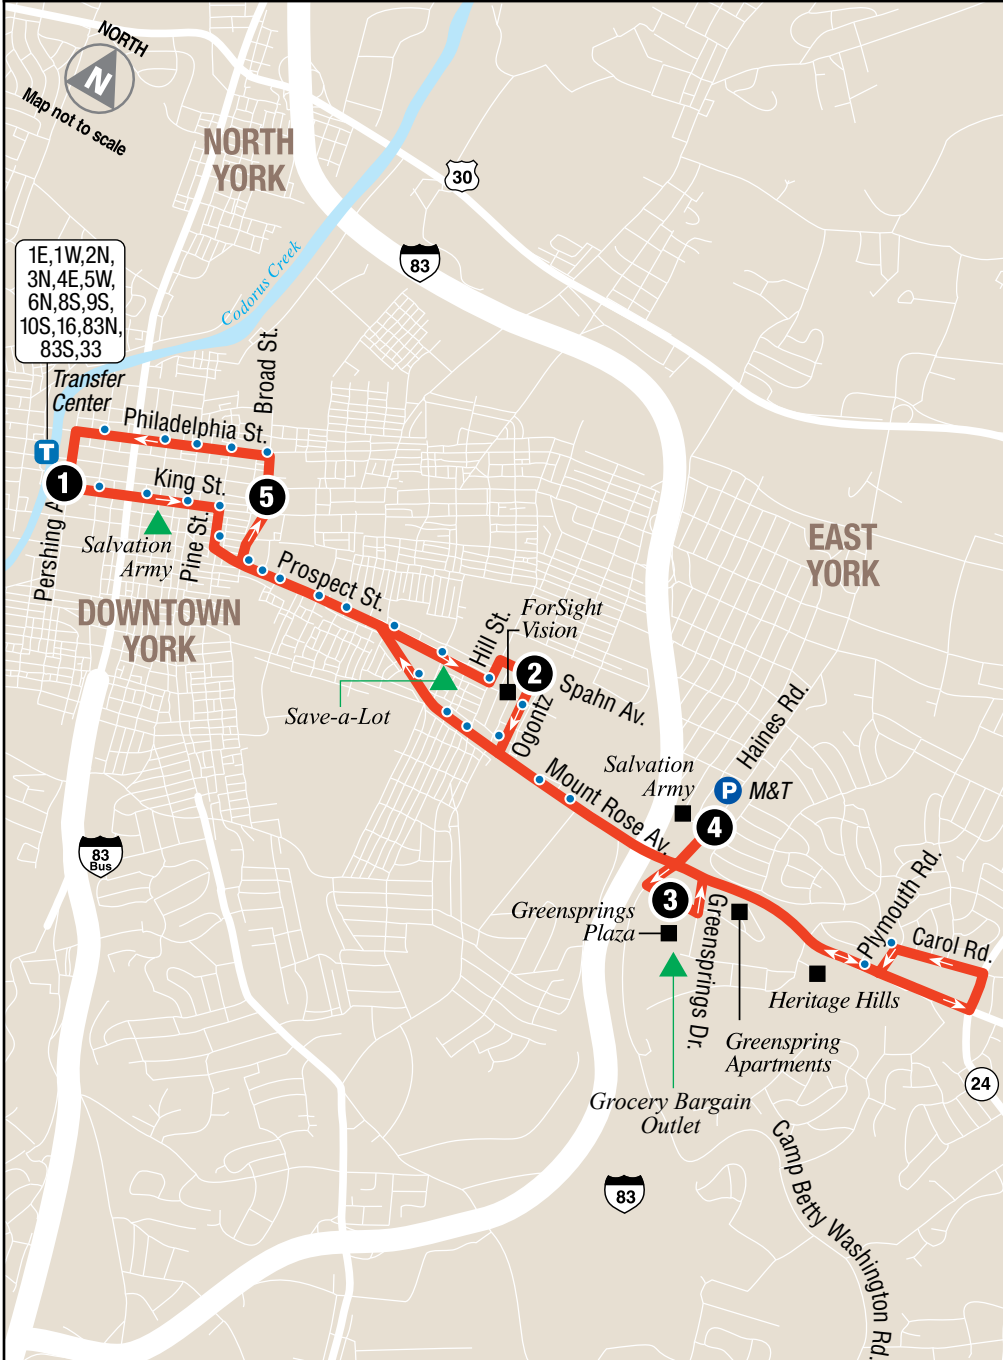 NORTH
N
Map not to scale
NORTH
YORK
30
83
Codorus Creek
1E,1W,2N,
3N,4E,5W,
6N,8S,9S,
10S,16,83N,
83S,33
Transfer
Center
Broad St.
Philadelphia St.
T
1
King St.
5
Pershing A
Salvation
Army
Pine St.
EAST
YORK
Prospect St.
DOWNTOWN
YORK
Hill St.
ForSight
Vision
2
Spahn Av.
Save-a-Lot
Ogontz
Haines Rd.
Salvation
Army
P
M&T
Mount Rose Av.
4
83
Bus
3
Greensprings
Plaza
Greensprings Dr.
Plymouth Rd.
Carol Rd.
Heritage Hills
Greenspring
Apartments
24
Grocery Bargain
Outlet
Camp Betty Washington Rd.
83